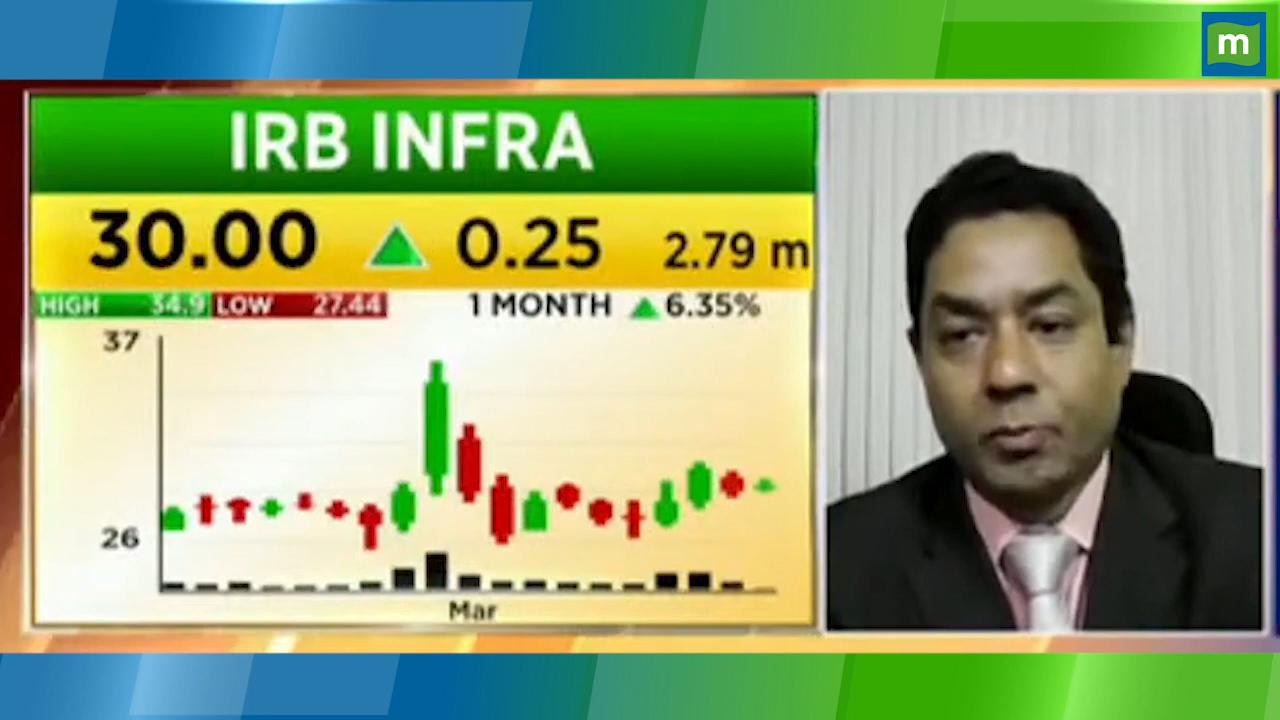 m
IRB INFRA
30.00 ▲ 0.25 2.79 m
HIGH 34.9 LOW 27.44 1 MONTH ▲ 6.35%
37
26
Mar